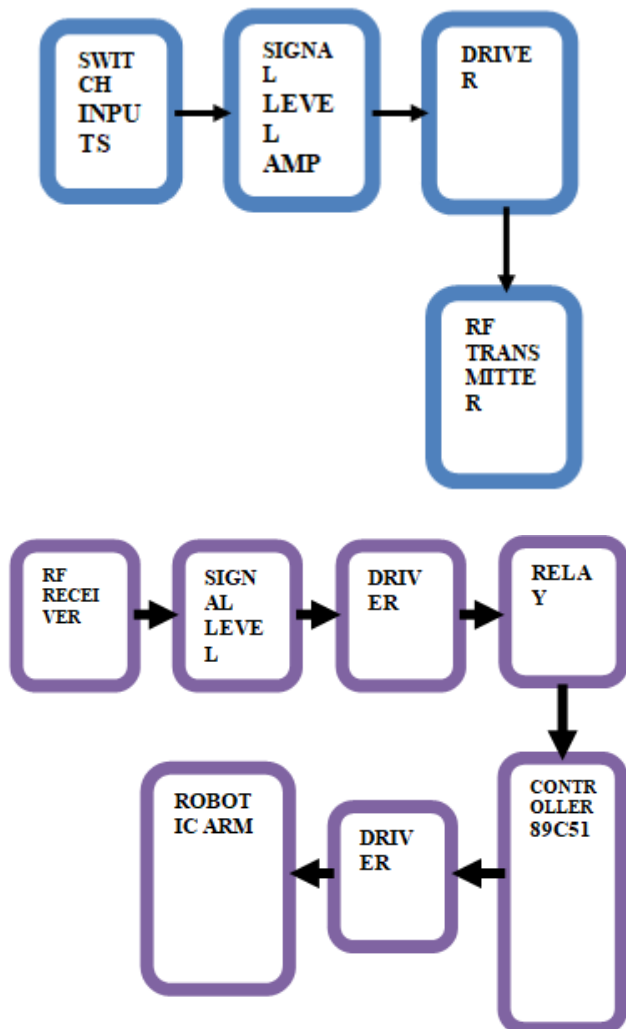 SWIT
CH
INPU
TS
SIGNA
L
LEVE
L
AMP
DRIVE
R
RF
TRANS
MITTE
R
RF
RECEI
VER
SIGN
AL
LEVE
L
DRIV
ER
RELA
Y
CONTR
OLLER
89C51
DRIV
ER
ROBOT
IC ARM